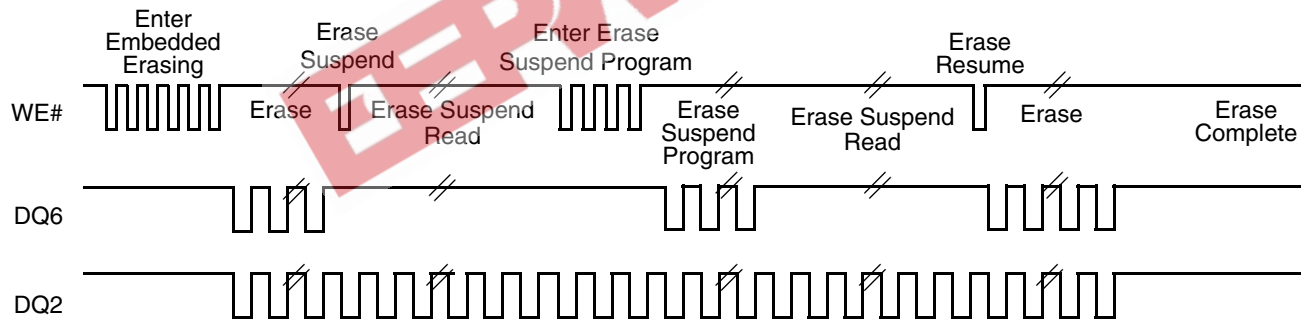 Enter
Embedded
Erasing
Erase
Suspend
Enter Erase
Suspend Program
Erase
Resume
WE#
Erase
Erase Suspend
Read
Erase
Suspend
Program
Erase Suspend
Read
Erase
Erase
Complete
DQ6
DQ2